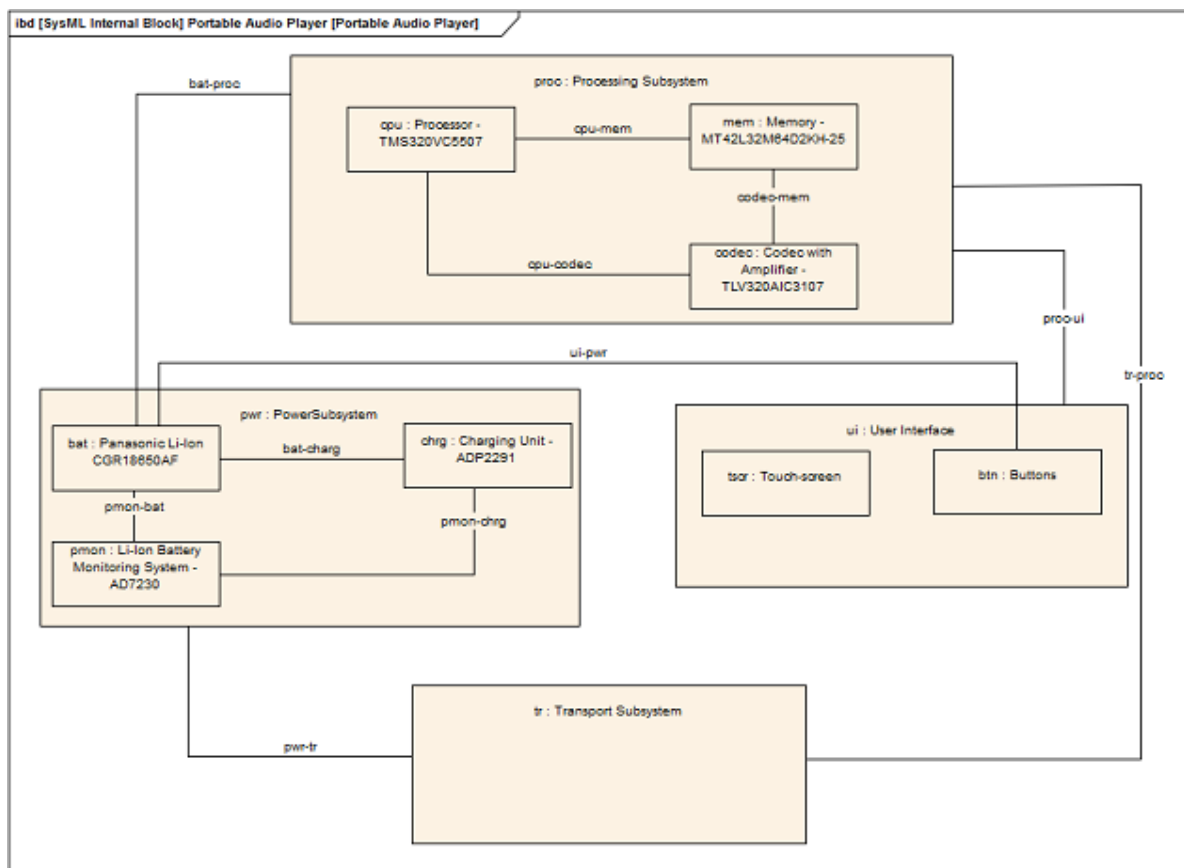 ibd [SysML Internal Block] Portable Audio Player [Portable Audio Player]
bat-proc
proc : Processing Subsystem
cpu : Processor -
TMS320VC5507
cpu-mem
mem : Memory -
MT42L32M64D2KH-25
codec-mem
cpu-codec
codec : Codec with
Amplifier -
TLV320AIC3107
proc-ui
ui-pwr
tr-proc
pwr : PowerSubsystem
bat : Panasonic Li-Ion
CGR18650AF
bat-charg
chrg : Charging Unit -
ADP2291
pmon-bat
pmon-chrg
pmon : Li-Ion Battery
Monitoring System -
AD7230
ui : User Interface
tscr : Touch-screen
btn : Buttons
tr : Transport Subsystem
pwr-tr